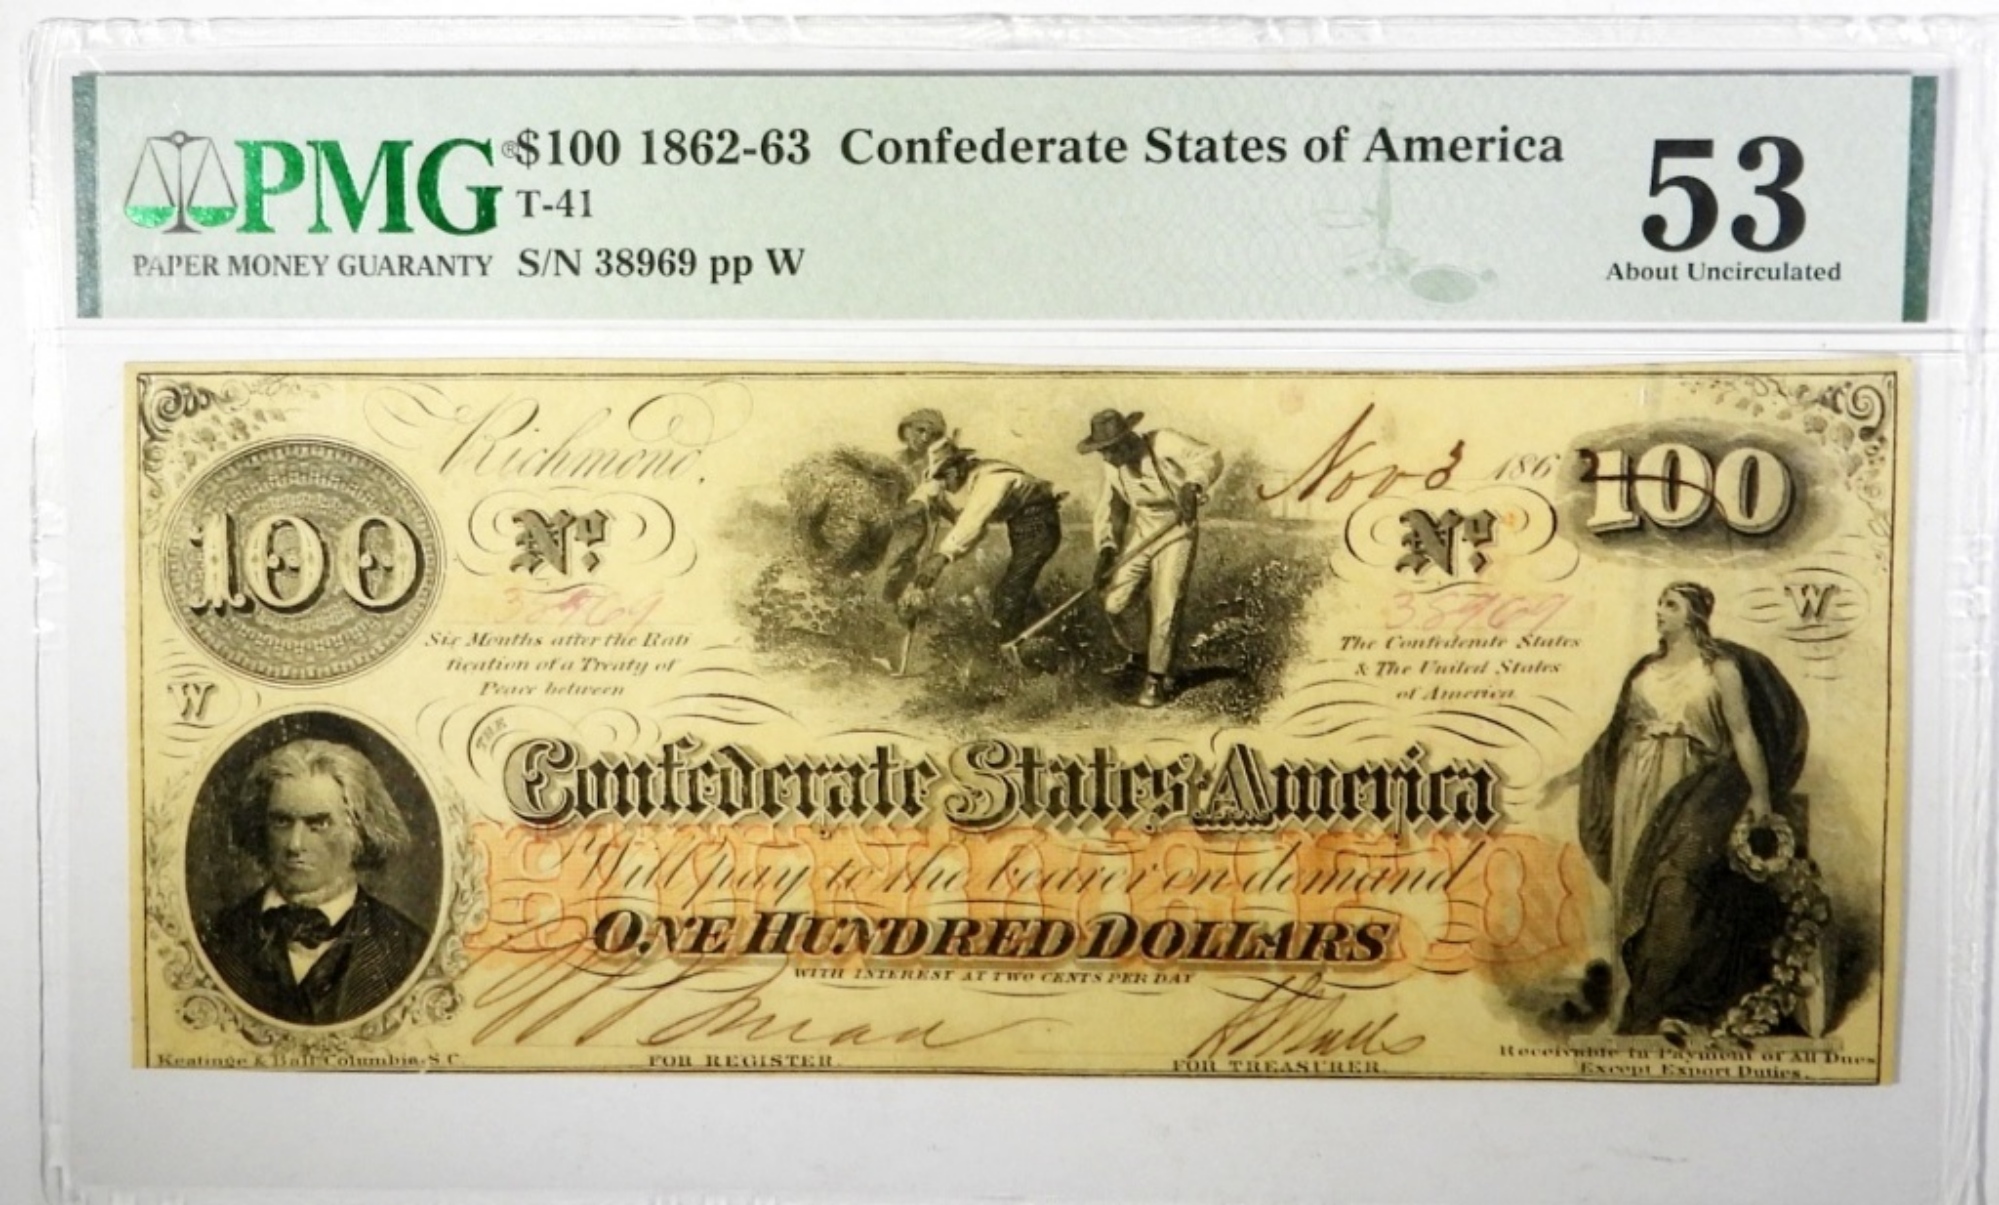 PMG® $100 1862-63 Confederate States of America 53
T-41
PAPER MONEY GUARANTY S/N 38969 pp W About Uncirculated
Richmond, Nov 3 1862
100 No. No. 100
38969 38969
Six Months after the Rati
fication of a Treaty of
Peace between
The Confederate States
& The United States
of America
W W
THE
Confederate States America
HUNDRED
Will pay to the bearer on demand
ONE HUNDRED DOLLARS
WITH INTEREST AT TWO CENTS PER DAY
Keatinge & Ball Columbia, S.C. FOR REGISTER. FOR TREASURER. Receivable in Payment of All Dues
Except Export Duties.